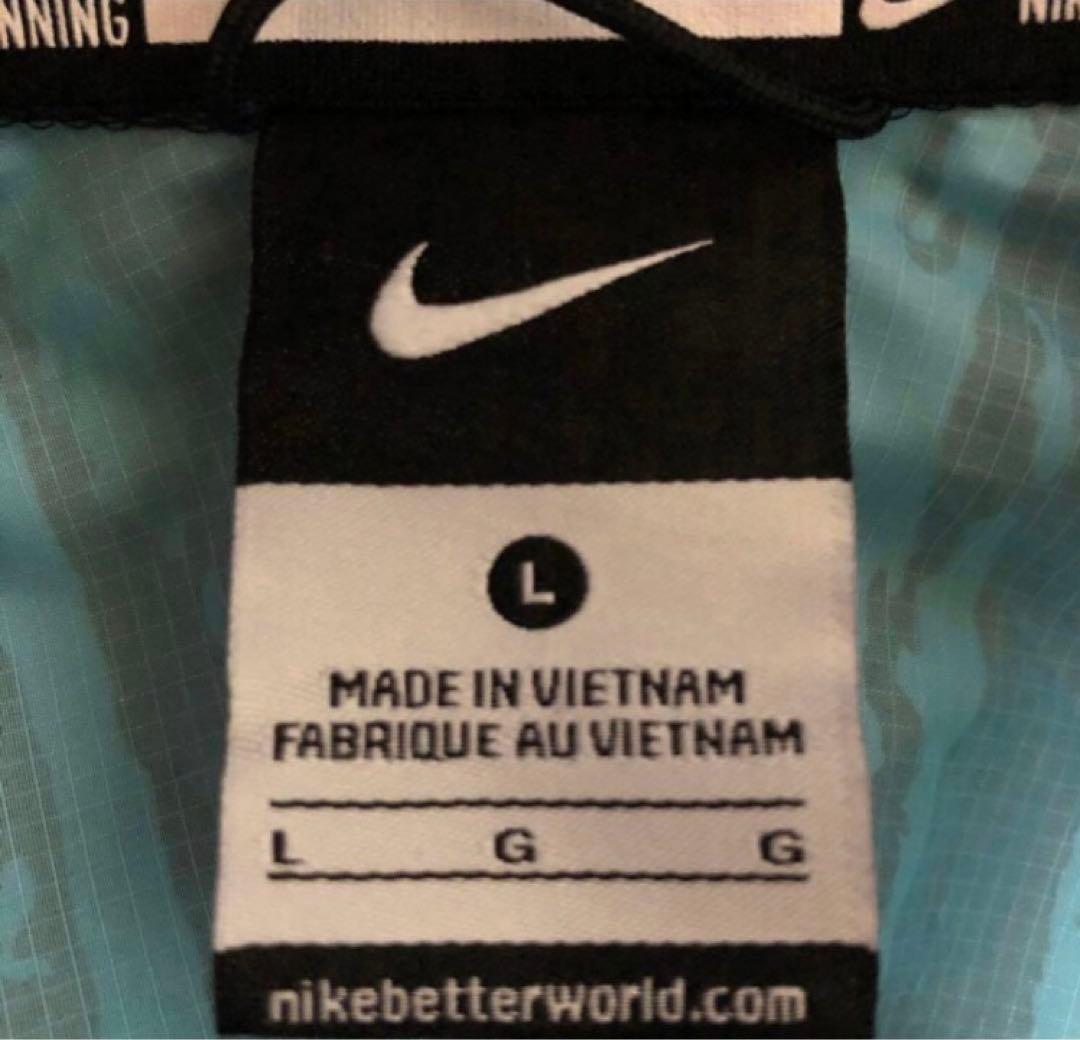 NNING
L
MADE IN VIETNAM
FABRIQUE AU VIETNAM
L G G
nikebetterworld.com